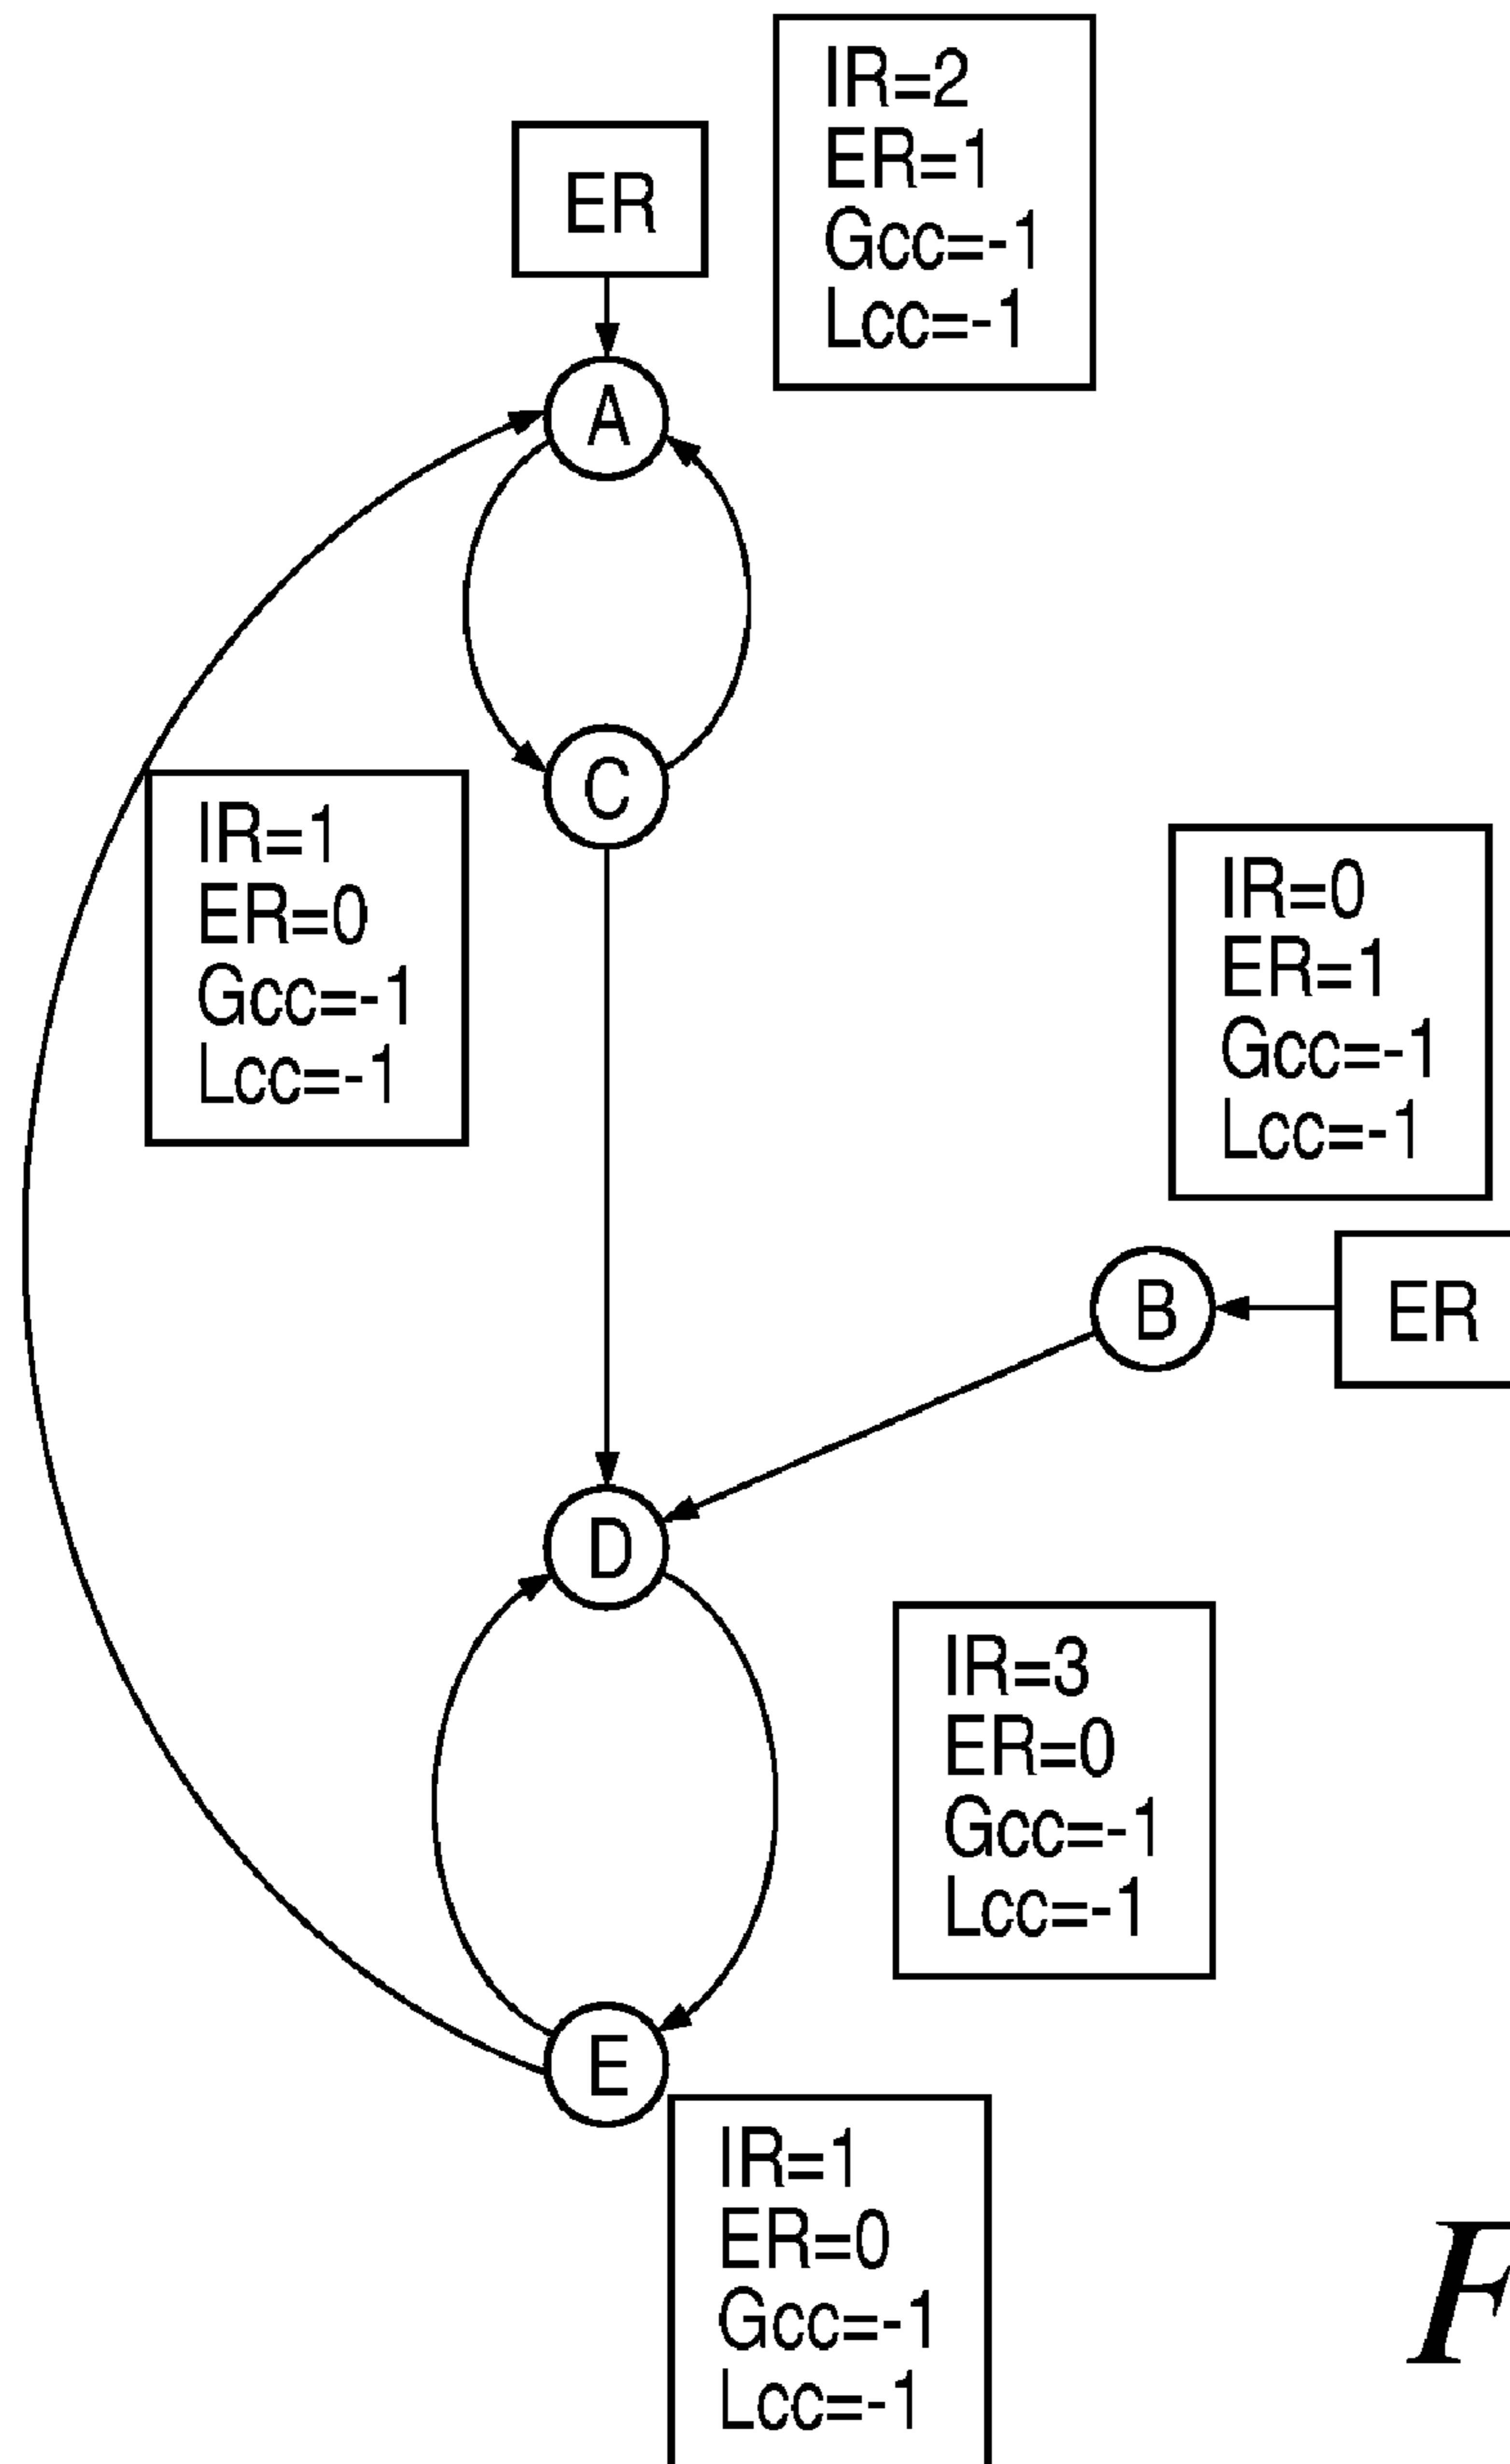 IR=2
ER=1
Gcc=-1
Lcc=-1
ER
A
C
IR=1
ER=0
Gcc=-1
Lcc=-1
IR=0
ER=1
Gcc=-1
Lcc=-1
B
ER
D
IR=3
ER=0
Gcc=-1
Lcc=-1
E
IR=1
ER=0
Gcc=-1
Lcc=-1
F